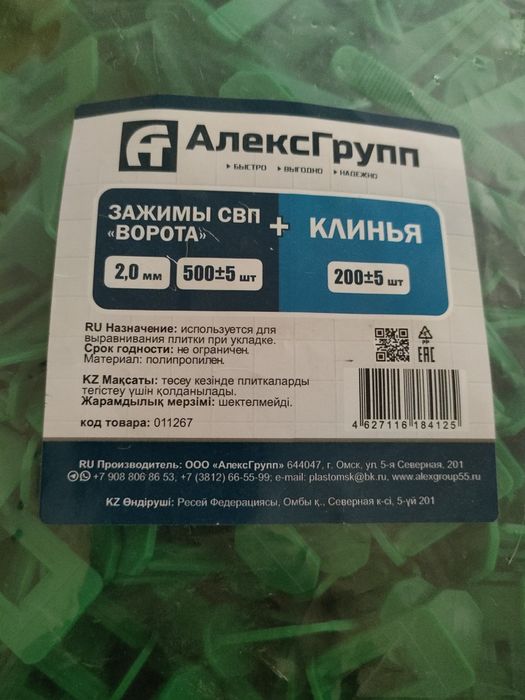 АлексГрупп
БЫСТРО ВЫГОДНО НАДЕЖНО
ЗАЖИМЫ СВП
«ВОРОТА»
+ КЛИНЬЯ
2,0 мм 500±5 шт
200±5 шт
RU Назначение: используется для
выравнивания плитки при укладке.
Срок годности: не ограничен.
Материал: полипропилен.
PP
EAC
KZ Мақсаты: төсеу кезінде плиткаларды
тегістеу үшін қолданылады.
Жарамдылық мерзімі: шектелмейді.
код товара: 011267
4 627116 184125
RU Производитель: ООО «АлексГрупп» 644047, г. Омск, ул. 5-я Северная, 201
+7 908 806 86 53, +7 (3812) 66-55-99; e-mail: plastomsk@bk.ru, www.alexgroup55.ru
KZ Өндіруші: Ресей Федерациясы, Омбы қ., Северная к-сі, 5-үй 201